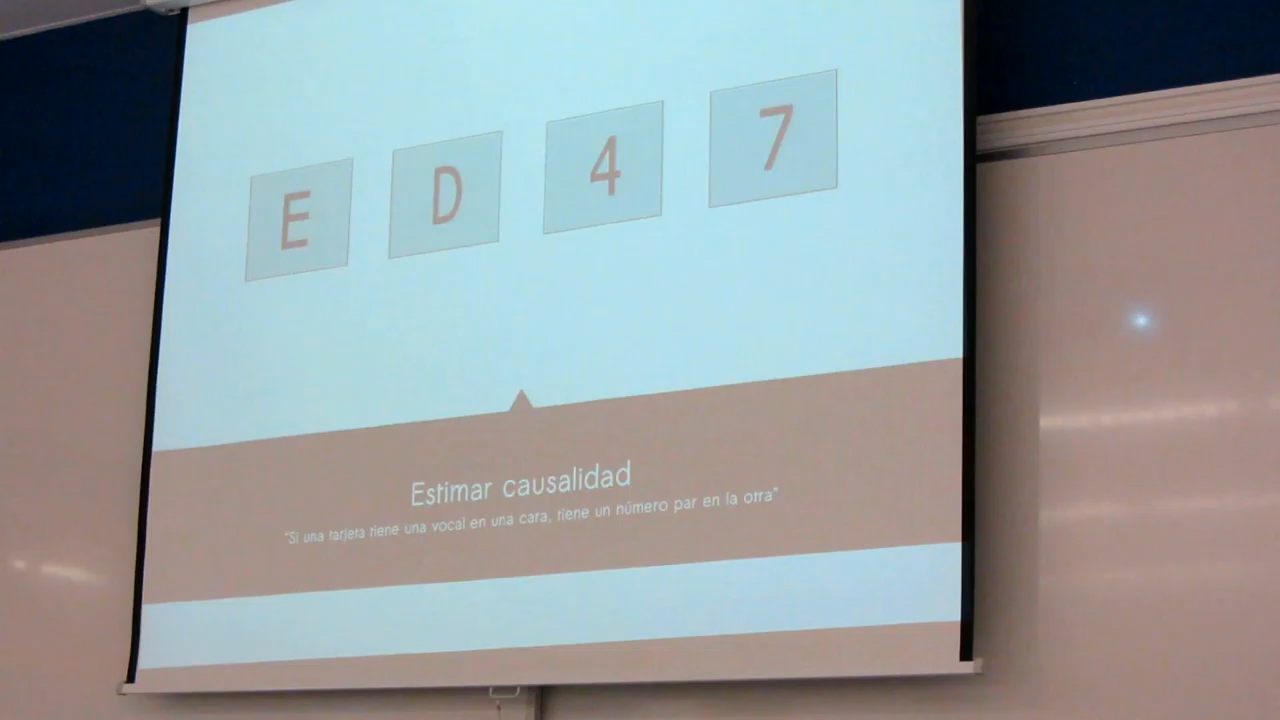 E D 4 7
Estimar causalidad
"Si una tarjeta tiene una vocal en una cara, tiene un número par en la otra"